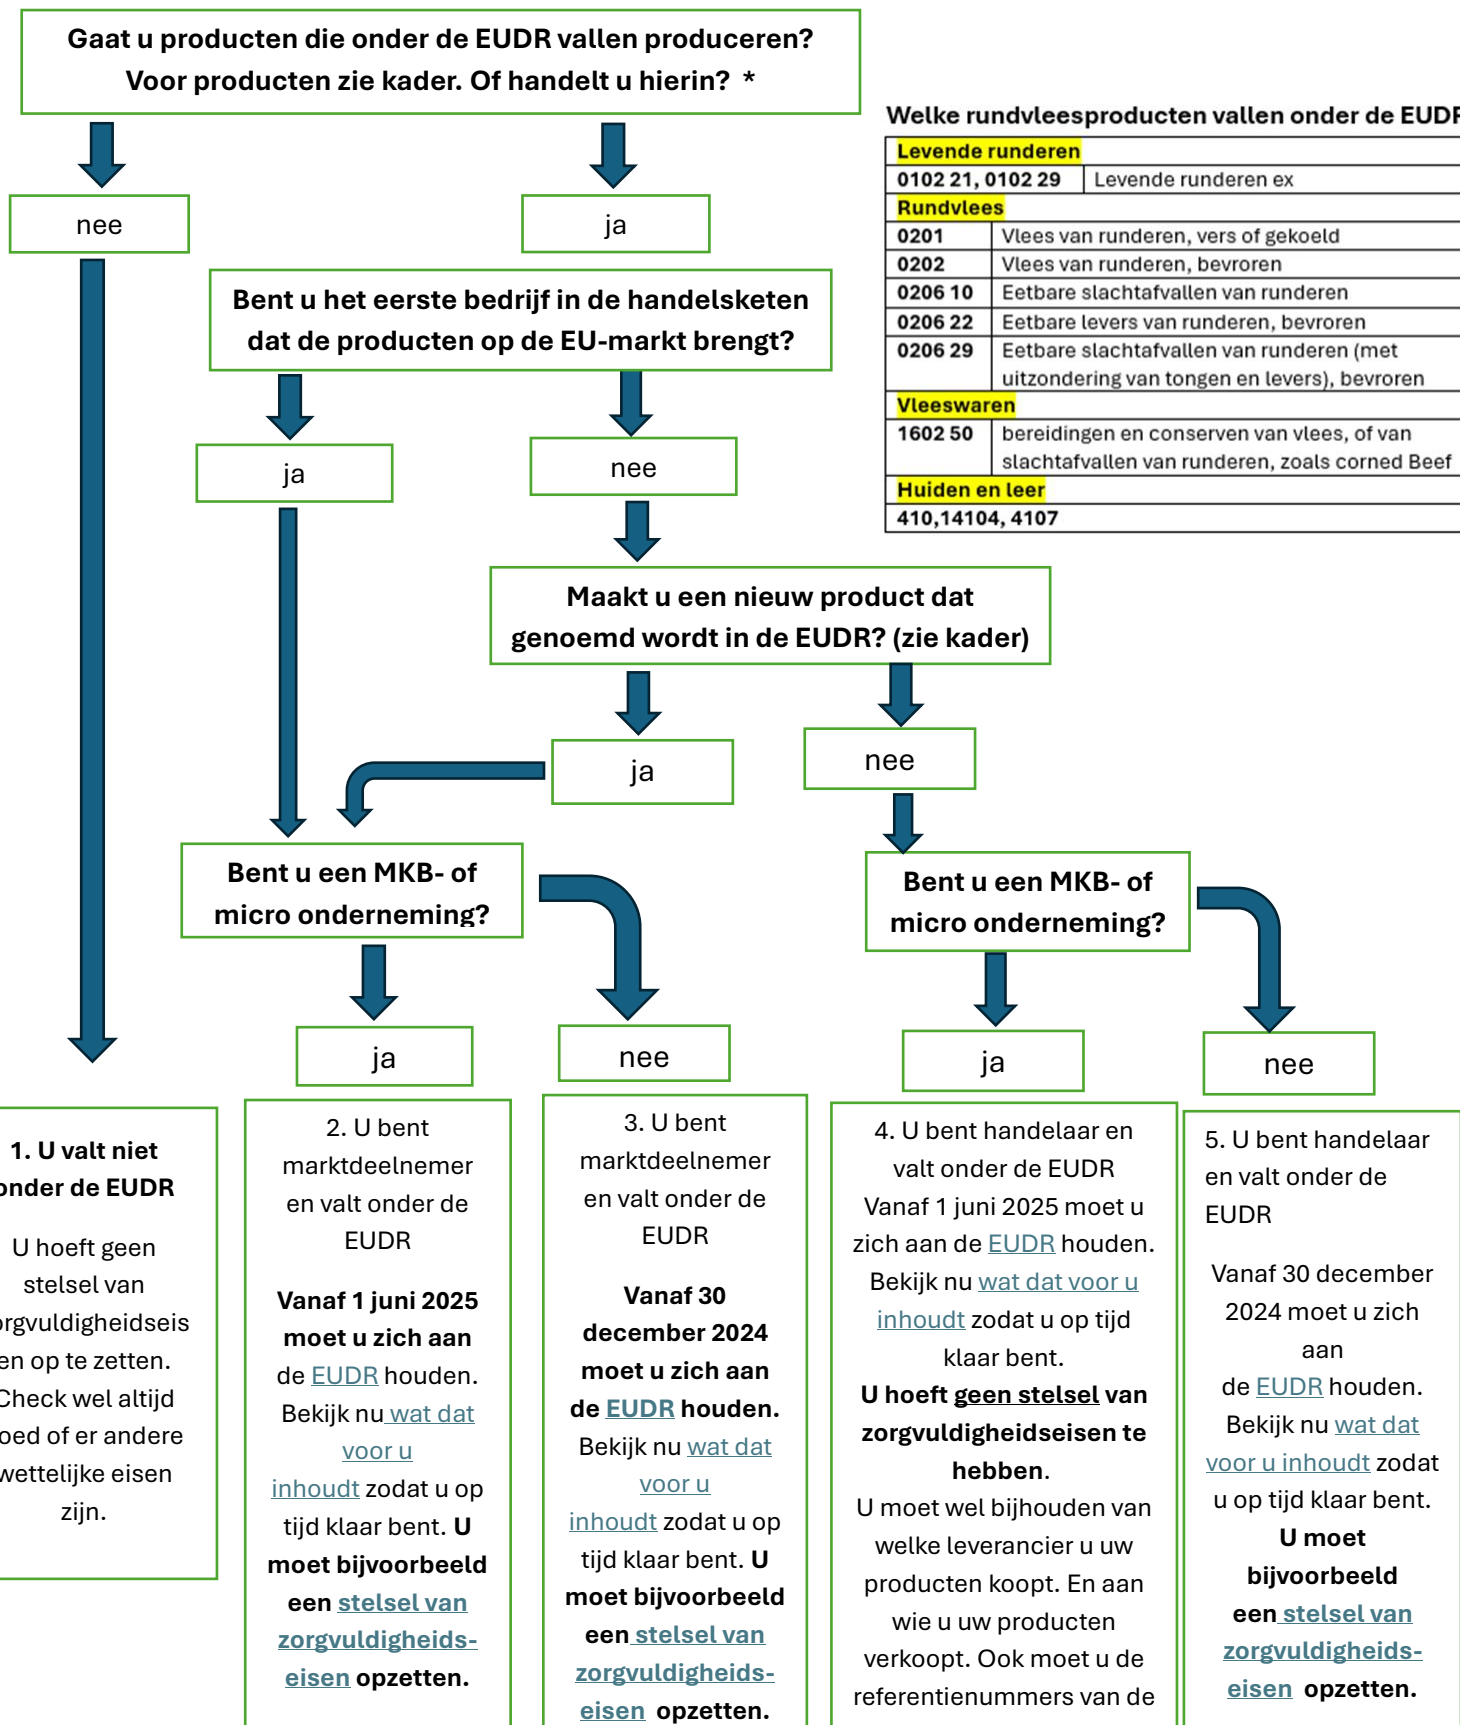 Gaat u producten die onder de EUDR vallen produceren?
Voor producten zie kader. Of handelt u hierin? *
nee
ja
Welke rundvleesproducten vallen onder de EUDR
Levende runderen
0102 21, 0102 29 Levende runderen ex
Rundvlees
0201 Vlees van runderen, vers of gekoeld
0202 Vlees van runderen, bevroren
0206 10 Eetbare slachtafvallen van runderen
0206 22 Eetbare levers van runderen, bevroren
0206 29 Eetbare slachtafvallen van runderen (met
uitzondering van tongen en levers), bevroren
Vleeswaren
1602 50 bereidingen en conserven van vlees, of van
slachtafvallen van runderen, zoals corned Beef
Huiden en leer
410,14104, 4107
Bent u het eerste bedrijf in de handelsketen
dat de producten op de EU-markt brengt?
ja
nee
Maakt u een nieuw product dat
genoemd wordt in de EUDR? (zie kader)
ja
nee
Bent u een MKB- of
micro onderneming?
Bent u een MKB- of
micro onderneming?
ja
nee
ja
nee
1. U valt niet
onder de EUDR
U hoeft geen
stelsel van
orgvuldigheidseis
en op te zetten.
Check wel altijd
oed of er andere
wettelijke eisen
zijn.
2. U bent
marktdeelnemer
en valt onder de
EUDR
Vanaf 1 juni 2025
moet u zich aan
de EUDR houden.
Bekijk nu wat dat
voor u
inhoudt zodat u op
tijd klaar bent. U
moet bijvoorbeeld
een stelsel van
zorgvuldigheids-
eisen opzetten.
3. U bent
marktdeelnemer
en valt onder de
EUDR
Vanaf 30
december 2024
moet u zich aan
de EUDR houden.
Bekijk nu wat dat
voor u
inhoudt zodat u op
tijd klaar bent. U
moet bijvoorbeeld
een stelsel van
zorgvuldigheids-
eisen opzetten.
4. U bent handelaar en
valt onder de EUDR
Vanaf 1 juni 2025 moet u
zich aan de EUDR houden.
Bekijk nu wat dat voor u
inhoudt zodat u op tijd
klaar bent.
U hoeft geen stelsel van
zorgvuldigheidseisen te
hebben.
U moet wel bijhouden van
welke leverancier u uw
producten koopt. En aan
wie u uw producten
verkoopt. Ook moet u de
referentienummers van de
5. U bent handelaar
en valt onder de
EUDR
Vanaf 30 december
2024 moet u zich
aan
de EUDR houden.
Bekijk nu wat dat
voor u inhoudt zodat
u op tijd klaar bent.
U moet
bijvoorbeeld
een stelsel van
zorgvuldigheids-
eisen opzetten.